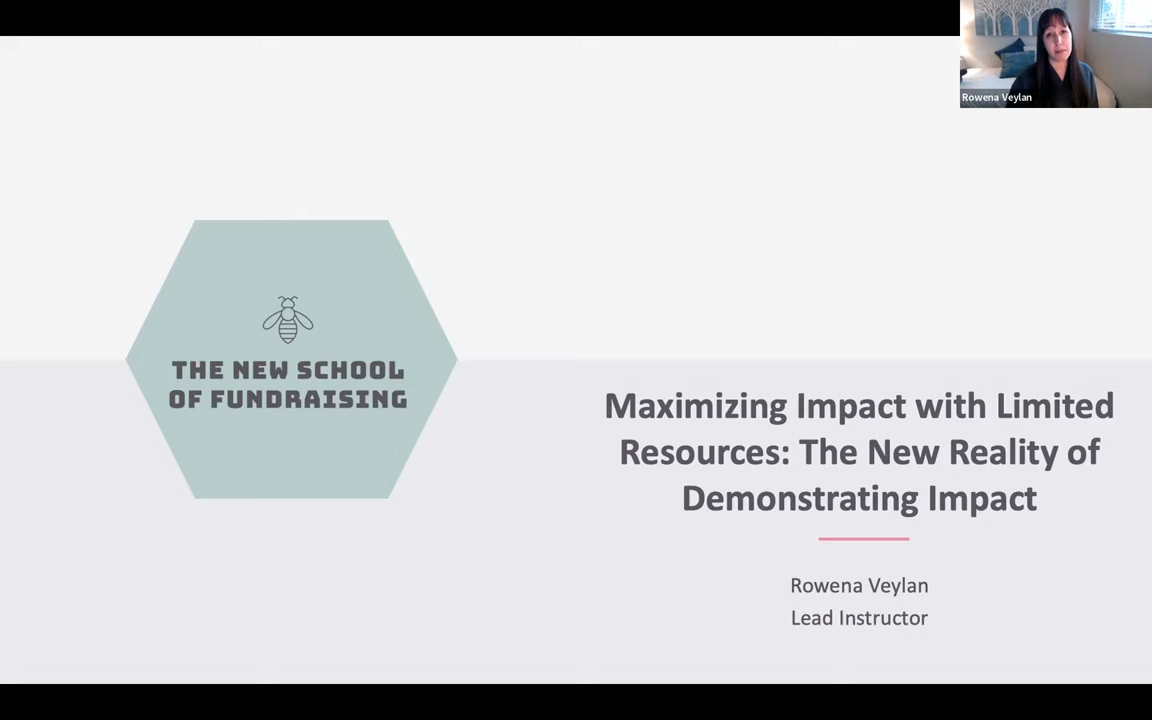 Rowena Veylan
THE NEW SCHOOL
OF FUNDRAISING
Maximizing Impact with Limited
Resources: The New Reality of
Demonstrating Impact
Rowena Veylan
Lead Instructor